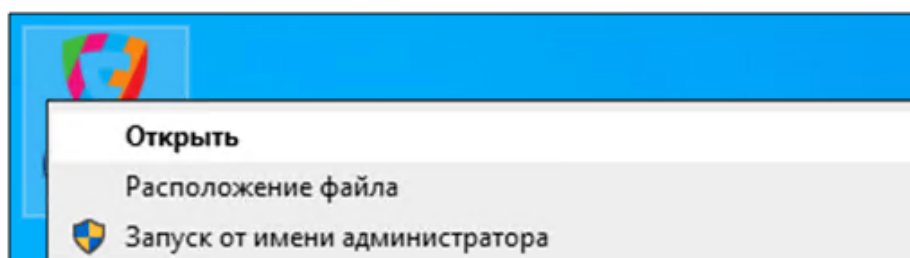 Открыть
Расположение файла
Запуск от имени администратора